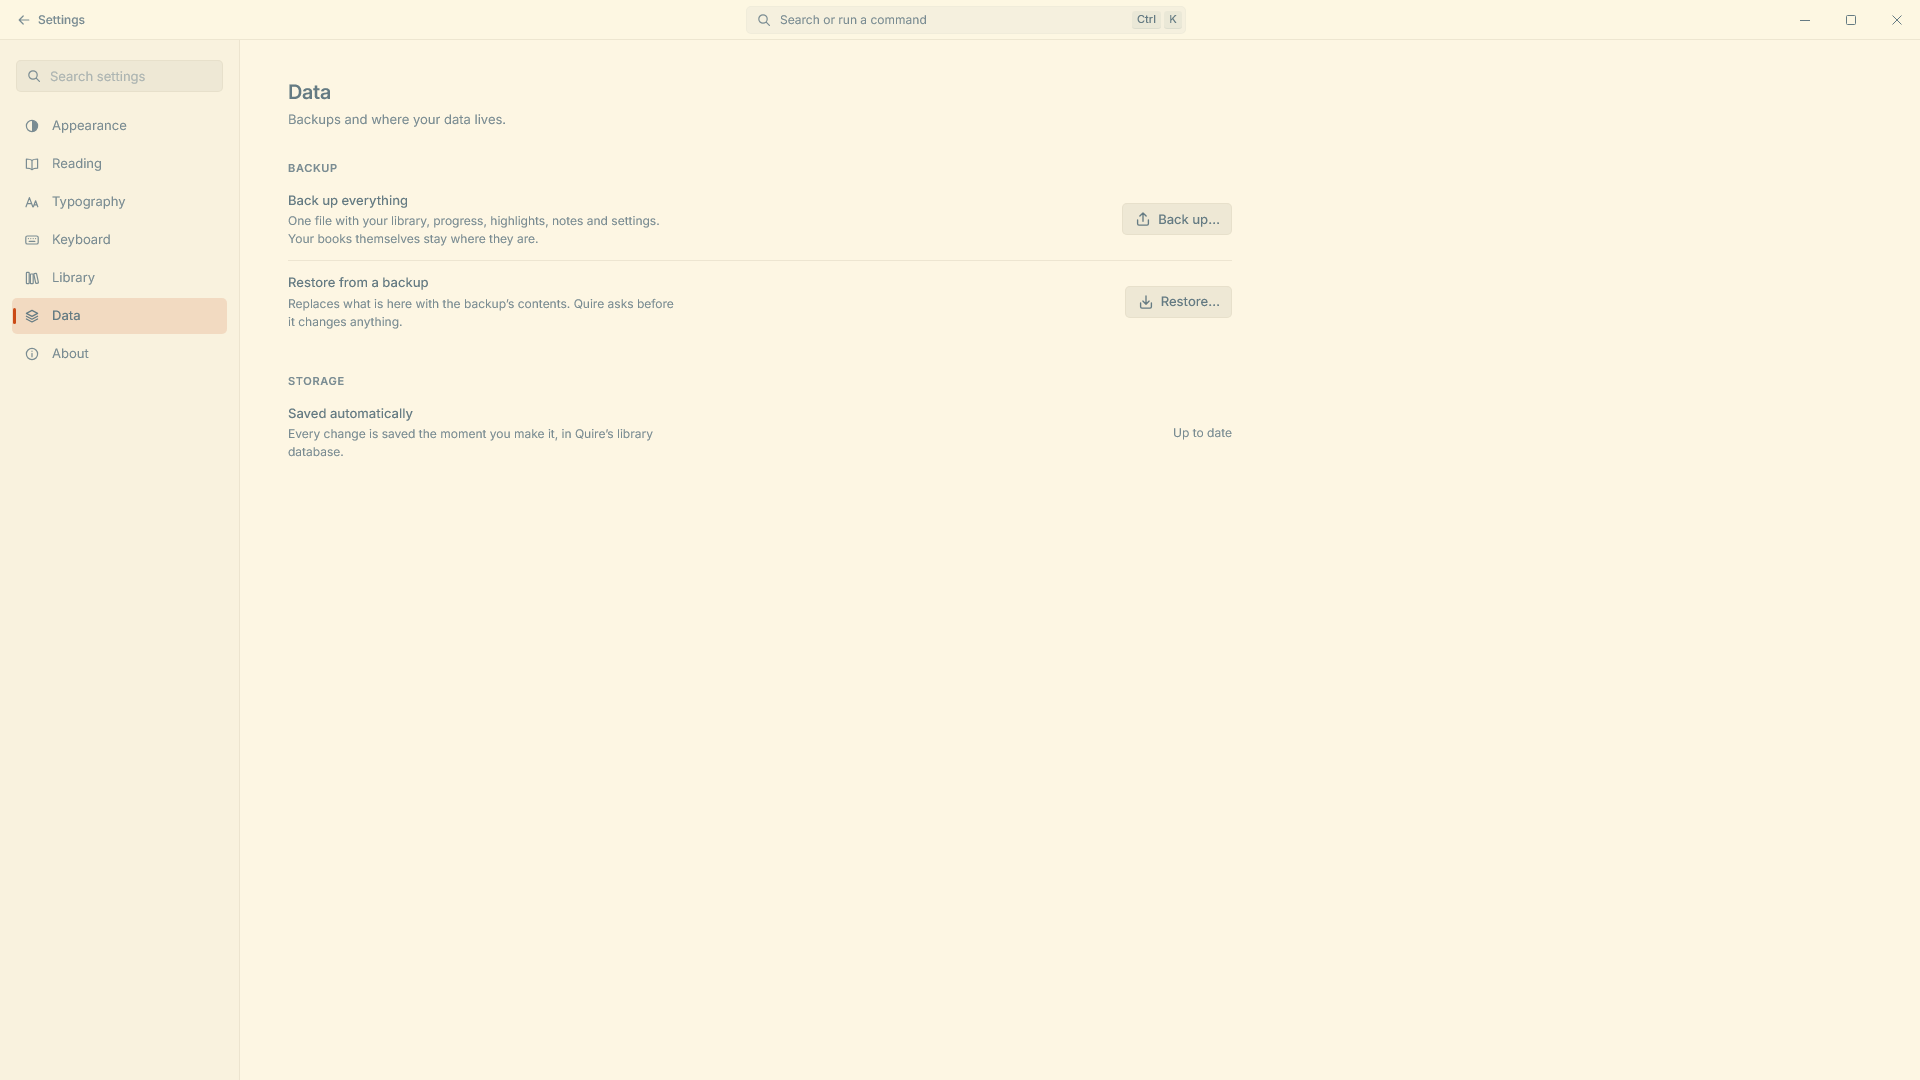 Settings
Search or run a command
Ctrl K
Search settings
Appearance
Reading
Typography
Keyboard
Library
Data
About
Data
Backups and where your data lives.
BACKUP
Back up everything
One file with your library, progress, highlights, notes and settings.
Your books themselves stay where they are.
Back up…
Restore from a backup
Replaces what is here with the backup’s contents. Quire asks before
it changes anything.
Restore…
STORAGE
Saved automatically
Every change is saved the moment you make it, in Quire’s library
database.
Up to date